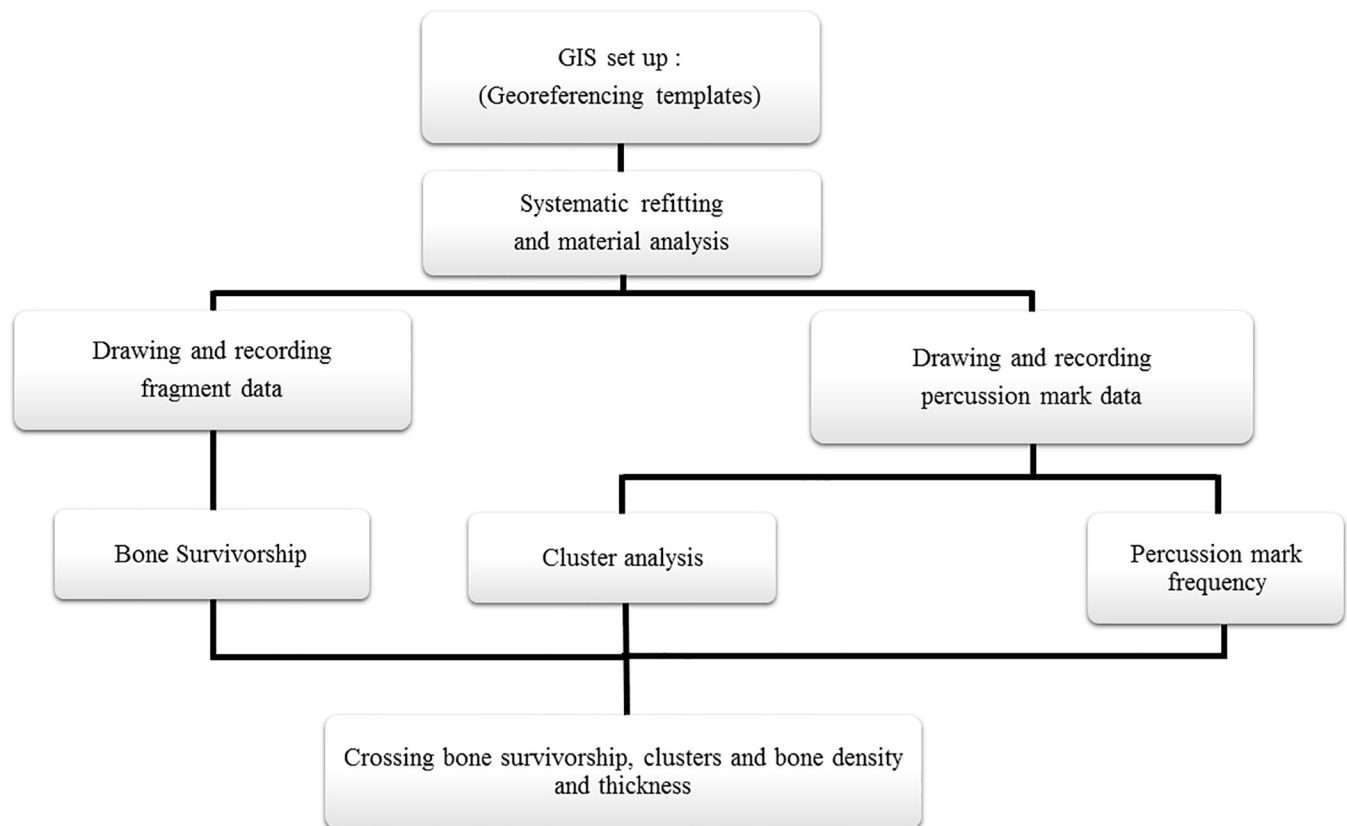 GIS set up :
(Georeferencing templates)
Systematic refitting
and material analysis
Drawing and recording
fragment data
Drawing and recording
percussion mark data
Bone Survivorship
Cluster analysis
Percussion mark
frequency
Crossing bone survivorship, clusters and bone density
and thickness